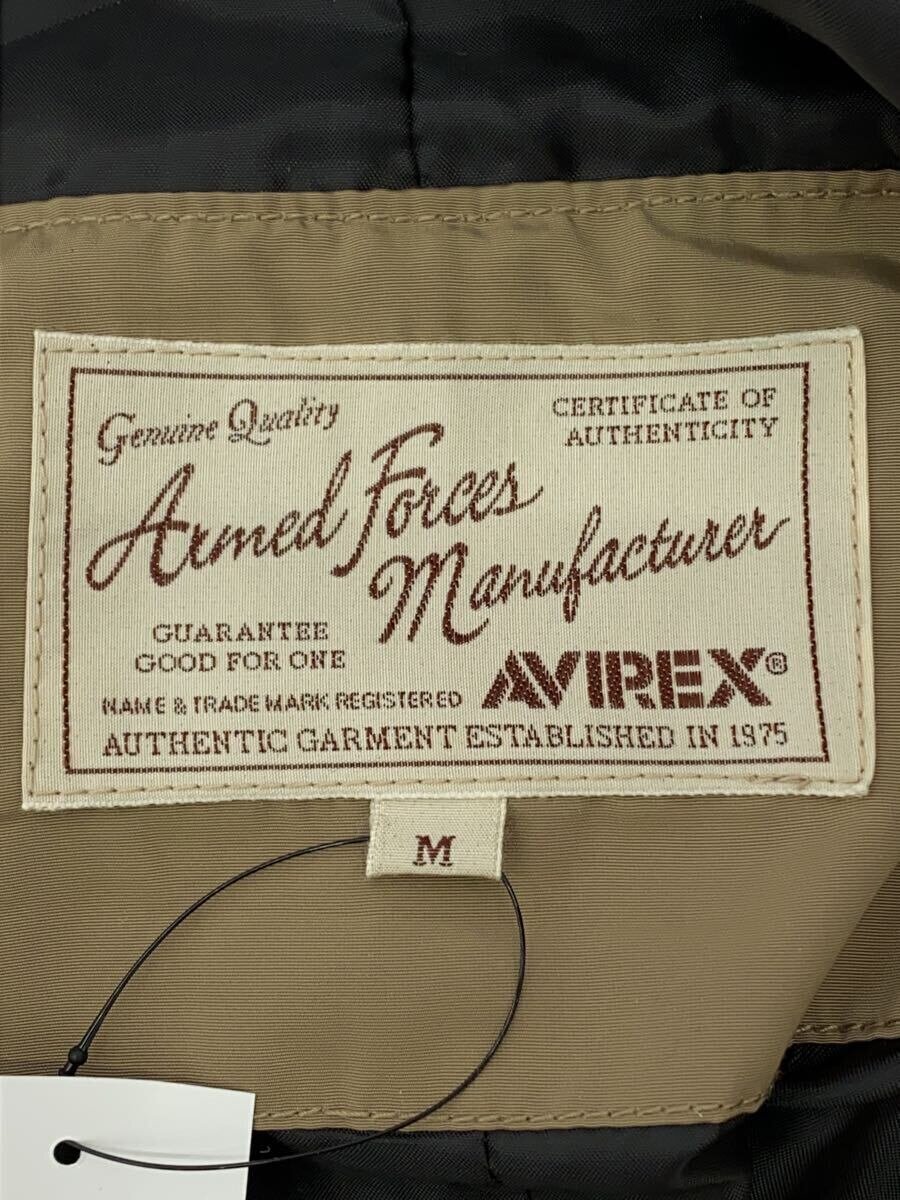 Genuine Quality
CERTIFICATE OF
AUTHENTICITY
Armed Forces
Manufacturer
GUARANTEE
GOOD FOR ONE
NAME & TRADE MARK REGISTERED
AVIREX®
AUTHENTIC GARMENT ESTABLISHED IN 1975
M